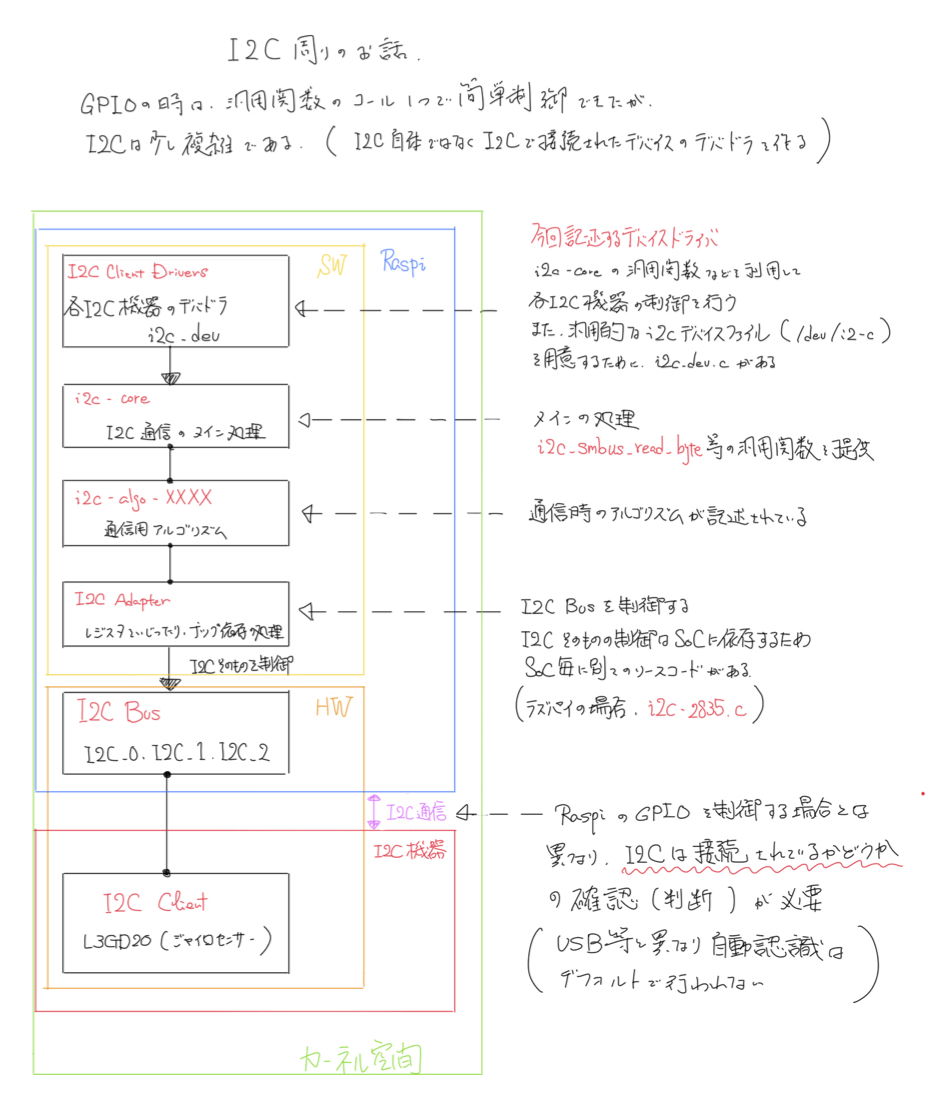 I2C 周りのお話.
GPIOの時は、汎用関数のコール1つで簡単制御できたが、
I2Cは少し複雑である. ( I2C自体ではなくI2Cで接続されたデバイスのデバドラを作る )
SW
Raspi
I2C Client Drivers
各I2C機器のデバドラ
i2c_dev
今回記述するデバイスドライバ
i2c-coreの汎用関数などを利用して
各I2C機器の制御を行う
また、汎用的なi2cデバイスファイル ( /dev/i2-c )
を用意するために、i2c_dev.c がある
i2c-core
I2C通信のメイン処理
メインの処理
i2c_smbus_read_byte等の汎用関数を提供
i2c-algo-XXXX
通信用アルゴリズム
通信時のアルゴリズムが記述されている
I2C Adapter
レジスタをいじったり、チップ依存の処理
I2Cそのものを制御
I2C Busを制御する
I2Cそのものの制御はSoCに依存するため
SoC毎に別でのソースコードがある.
( ラズパイの場合. i2c-2835.c )
HW
I2C Bus
I2C_0. I2C_1. I2C_2
I2C通信
RaspiのGPIOを制御する場合とは
異なり、I2Cは接続されているかどうか
の確認 (判断) が必要
( USB等と異なり自動認識は
デフォルトで行われない )
I2C機器
I2C Client
L3GD20 (ジャイロセンサー)
カーネル空間